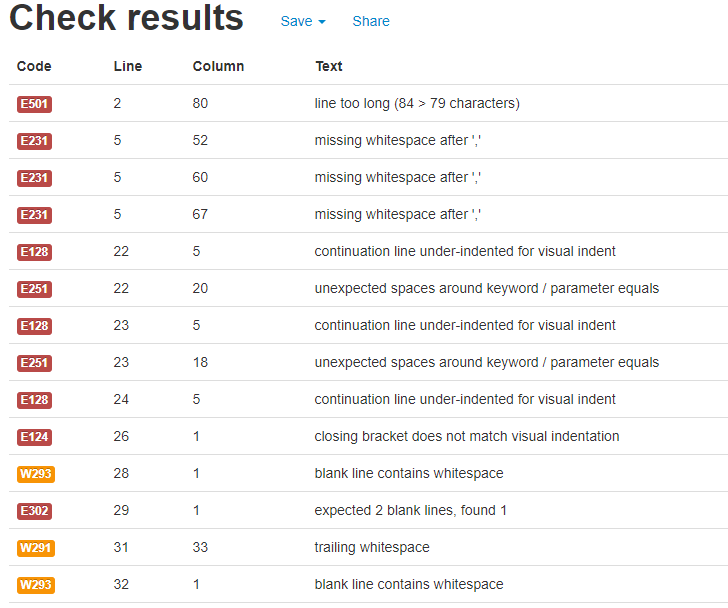 Check results Save Share
Code Line Column Text
E501 2 80 line too long (84 > 79 characters)
E231 5 52 missing whitespace after ','
E231 5 60 missing whitespace after ','
E231 5 67 missing whitespace after ','
E128 22 5 continuation line under-indented for visual indent
E251 22 20 unexpected spaces around keyword / parameter equals
E128 23 5 continuation line under-indented for visual indent
E251 23 18 unexpected spaces around keyword / parameter equals
E128 24 5 continuation line under-indented for visual indent
E124 26 1 closing bracket does not match visual indentation
W293 28 1 blank line contains whitespace
E302 29 1 expected 2 blank lines, found 1
W291 31 33 trailing whitespace
W293 32 1 blank line contains whitespace